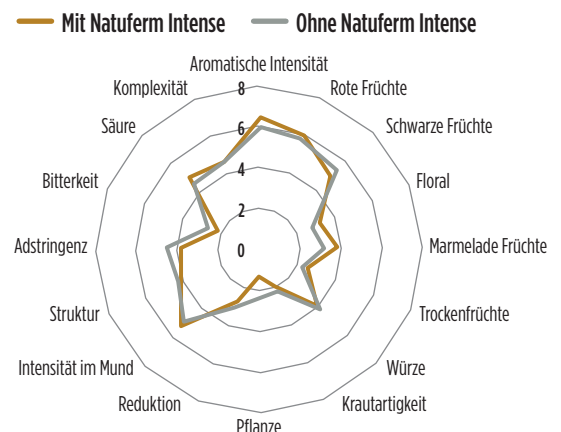 Mit Natuferm Intense
Ohne Natuferm Intense
Aromatische Intensität
Komplexität
8
Rote Früchte
Säure
6
Schwarze Früchte
Bitterkeit
4
Floral
2
Adstringenz
0
Marmelade Früchte
Struktur
Trockenfrüchte
Intensität im Mund
Würze
Reduktion
Krautartigkeit
Pflanze